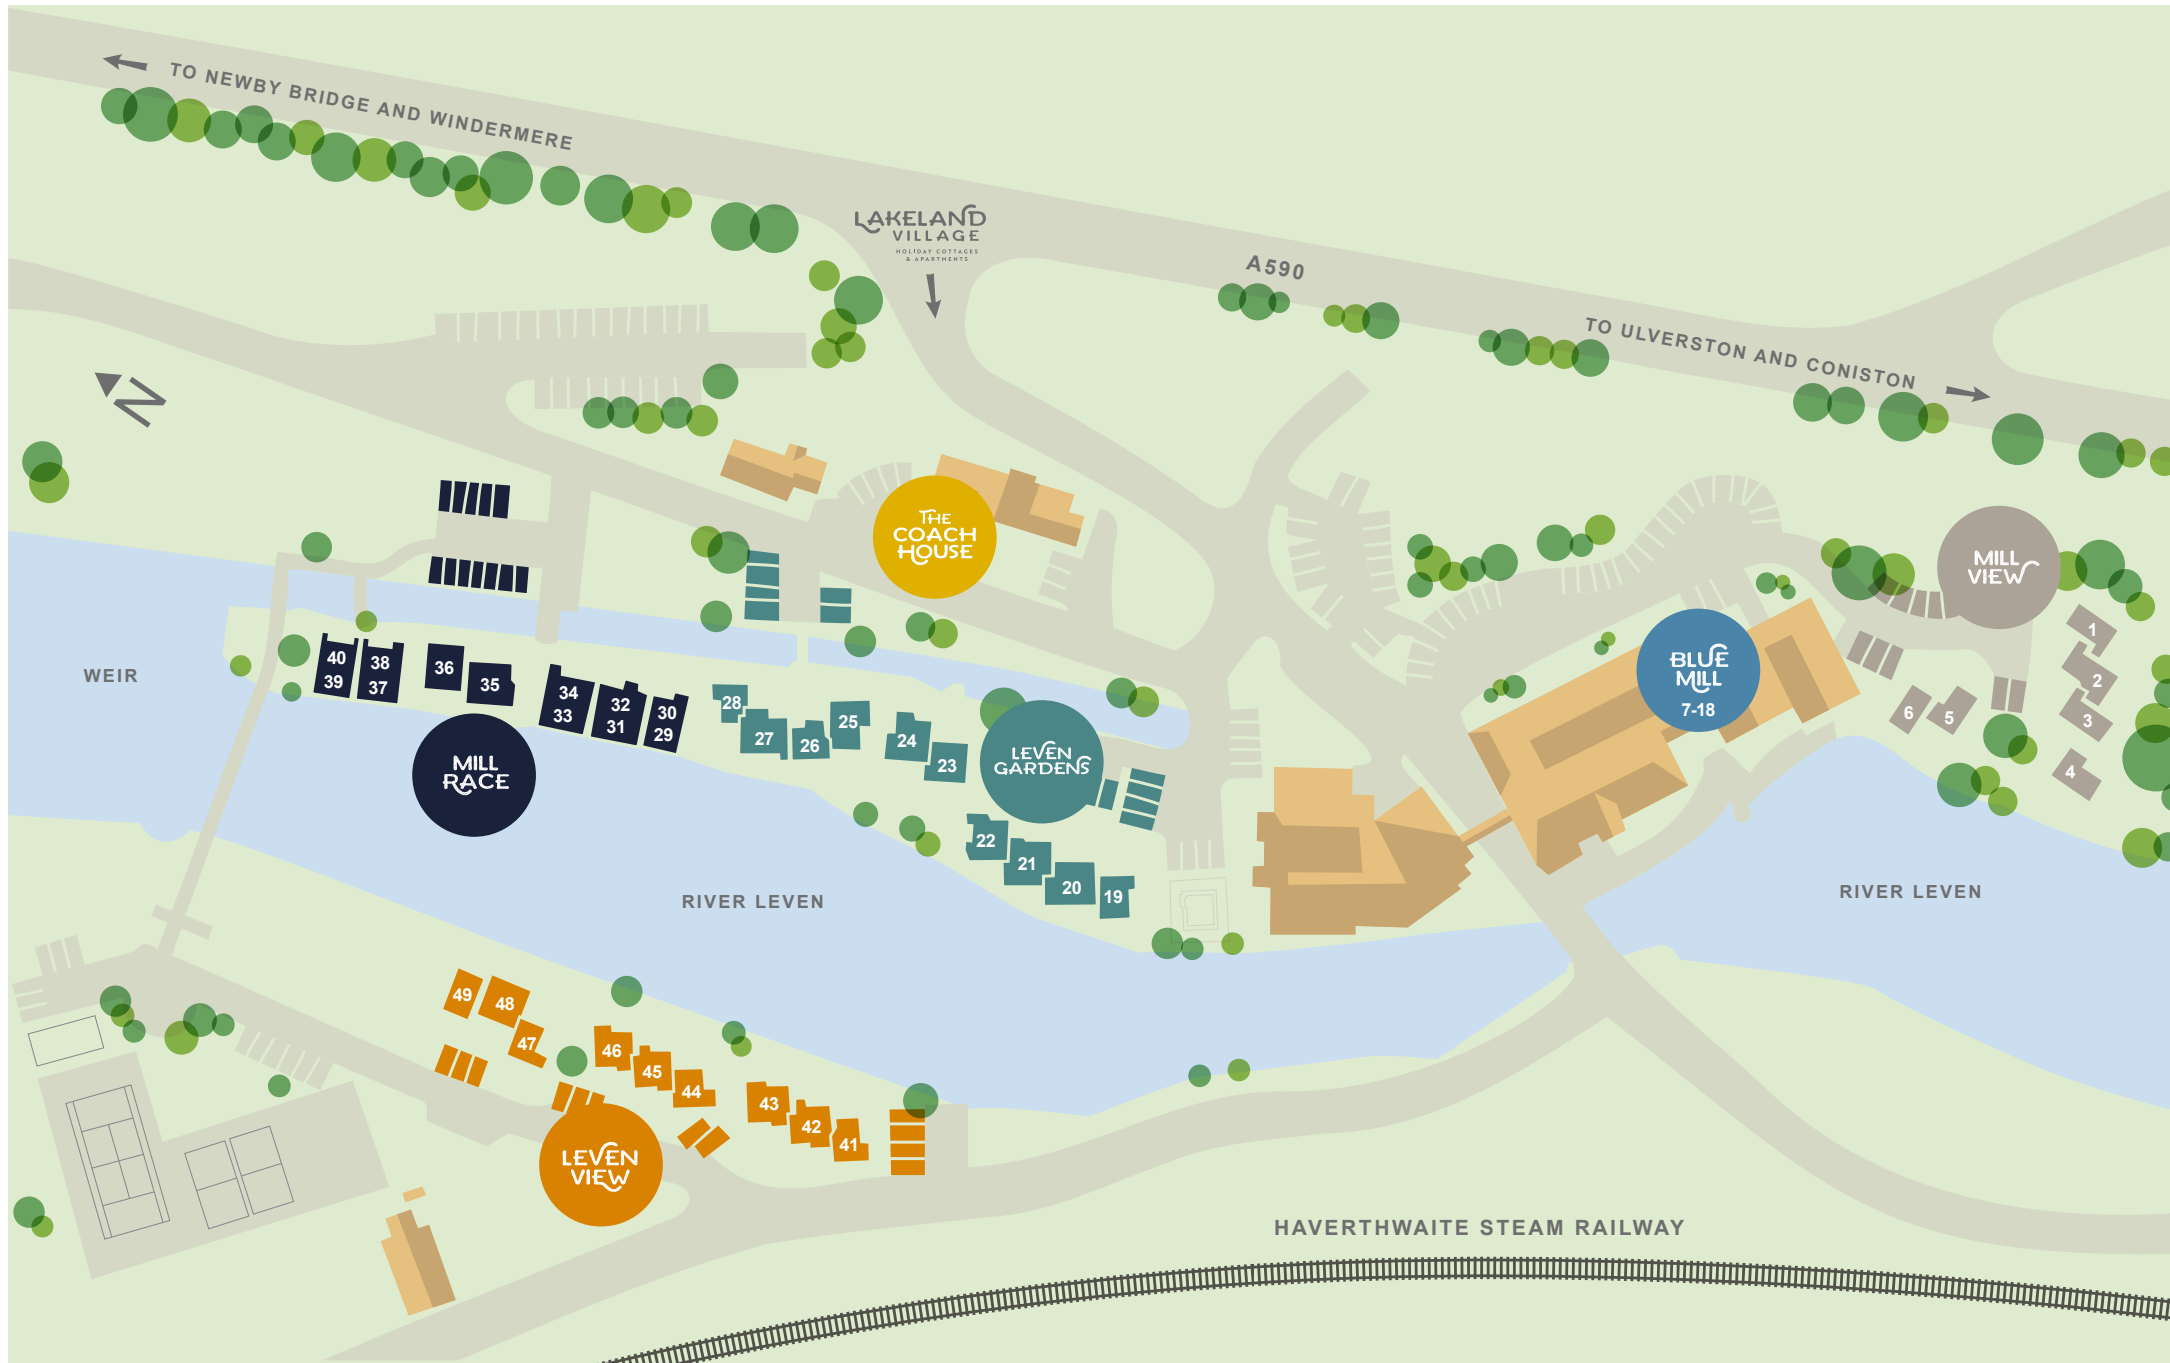 TO NEWBY BRIDGE AND WINDERMERE
LAKELAND
VILLAGE
HOLIDAY COTTAGES
& APARTMENTS
A590
TO ULVERSTON AND CONISTON
N
THE
COACH
HOUSE
MILL
VIEW
1
2
3
4
5
6
BLUE
MILL
7-18
WEIR
40
39
38
37
36
35
34
33
32
31
30
29
MILL
RACE
28
27
26
25
24
23
LEVEN
GARDENS
22
21
20
19
RIVER LEVEN
RIVER LEVEN
49
48
47
46
45
44
43
42
41
LEVEN
VIEW
HAVERTHWAITE STEAM RAILWAY